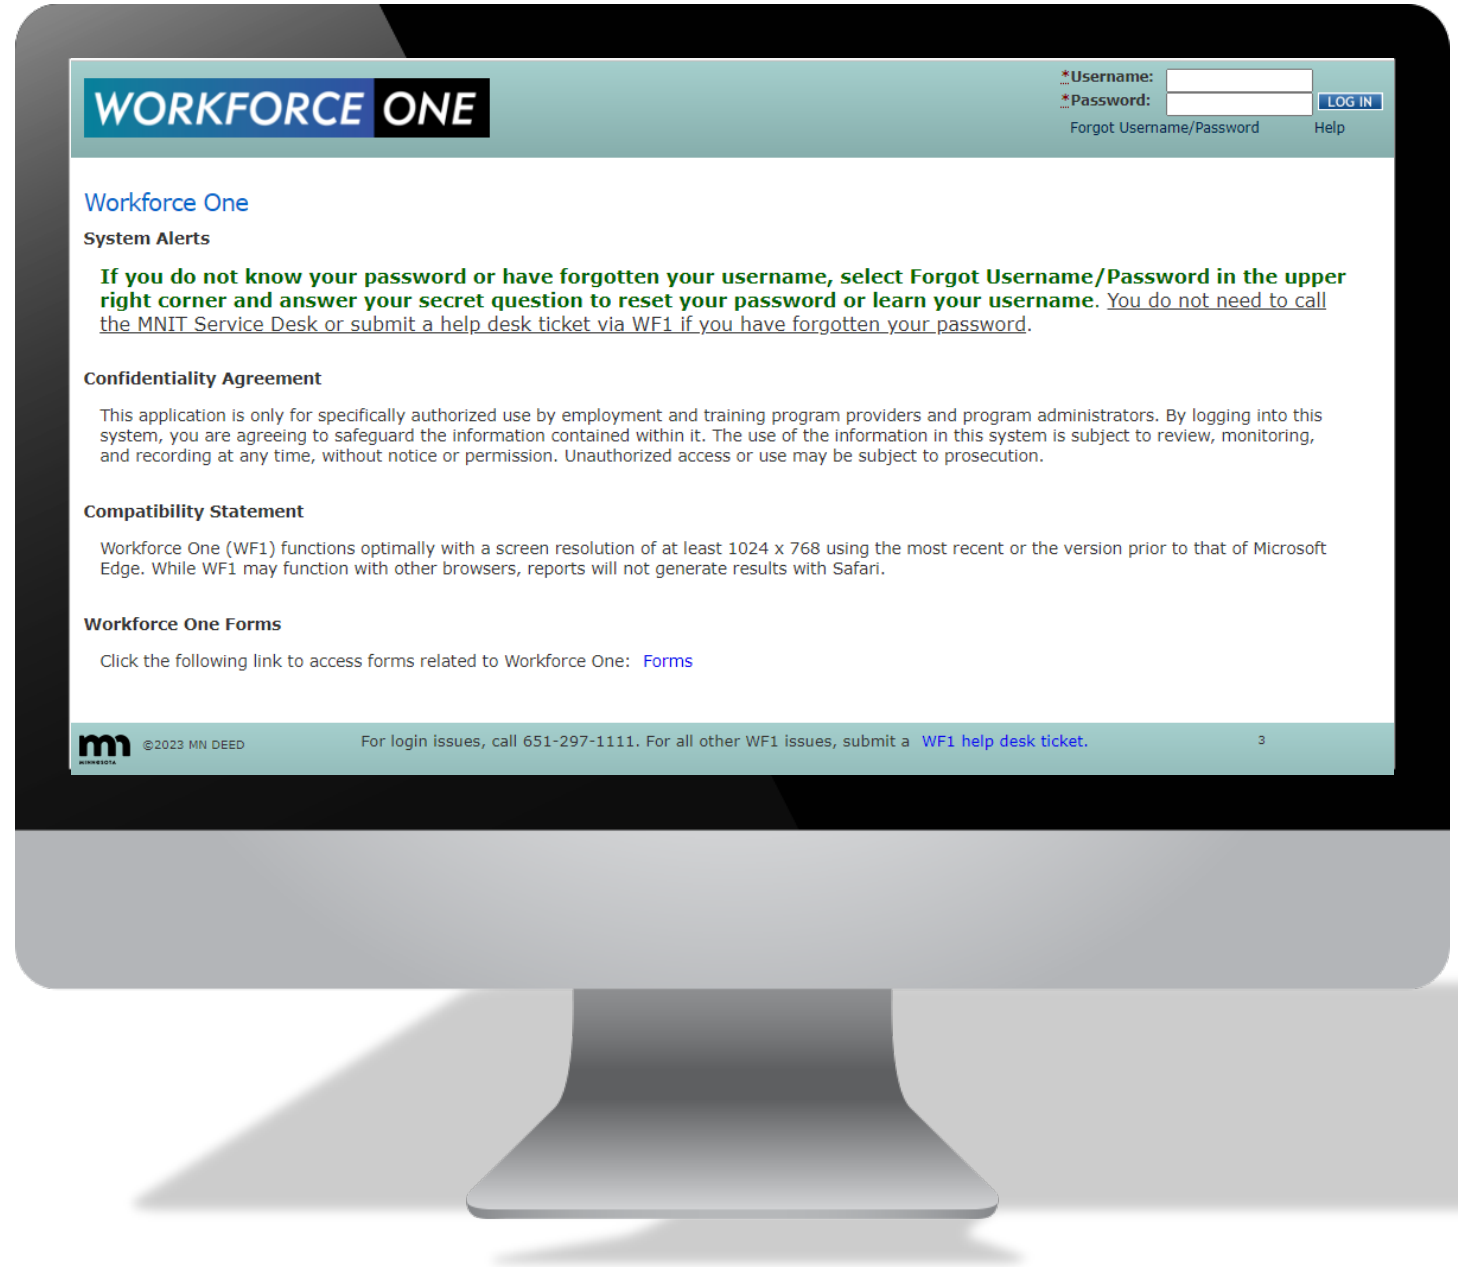 WORKFORCE ONE
*Username:
*Password:
LOG IN
Forgot Username/Password Help
Workforce One
System Alerts
If you do not know your password or have forgotten your username, select Forgot Username/Password in the upper
right corner and answer your secret question to reset your password or learn your username. You do not need to call
the MNIT Service Desk or submit a help desk ticket via WF1 if you have forgotten your password.
Confidentiality Agreement
This application is only for specifically authorized use by employment and training program providers and program administrators. By logging into this
system, you are agreeing to safeguard the information contained within it. The use of the information in this system is subject to review, monitoring,
and recording at any time, without notice or permission. Unauthorized access or use may be subject to prosecution.
Compatibility Statement
Workforce One (WF1) functions optimally with a screen resolution of at least 1024 x 768 using the most recent or the version prior to that of Microsoft
Edge. While WF1 may function with other browsers, reports will not generate results with Safari.
Workforce One Forms
Click the following link to access forms related to Workforce One: Forms
mn
MINNESOTA
©2023 MN DEED
For login issues, call 651-297-1111. For all other WF1 issues, submit a WF1 help desk ticket.
3